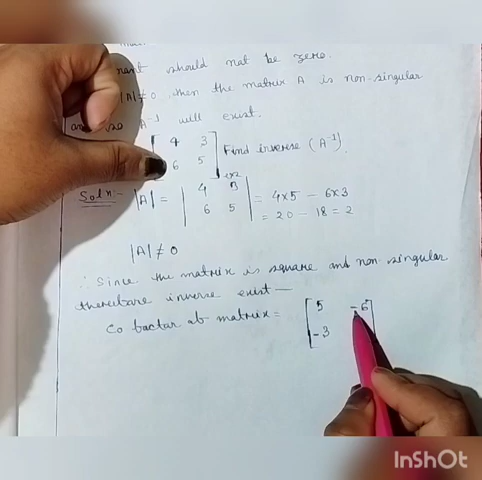 nant should not be zero.
|A|≠0, then the matrix A is non-singular
A⁻¹ will exist.
4 3
6 5 2×2 Find inverse (A⁻¹).
Soln:- |A| = | 4 3 | = 4×5 - 6×3
| 6 5 | = 20 - 18 = 2
|A| ≠ 0
∴ Since the matrix is square and non-singular
therefore inverse exist—
Co factor of matrix = [ 5 -6
-3
InShOt